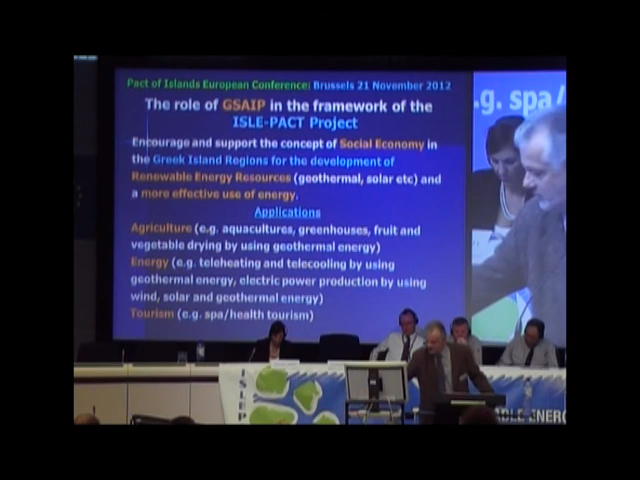 Pact of Islands European Conference: Brussels 21 November 2012
The role of GSAIP in the framework of the
ISLE-PACT Project
Encourage and support the concept of Social Economy in
the Greek Island Regions for the development of
Renewable Energy Resources (geothermal, solar etc) and
a more effective use of energy.
Applications
Agriculture (e.g. aquacultures, greenhouses, fruit and
vegetable drying by using geothermal energy)
Energy (e.g. teleheating and telecooling by using
geothermal energy, electric power production by using
wind, solar and geothermal energy)
Tourism (e.g. spa/health tourism)
.g. spa/
ISLEP
ABLE ENERG